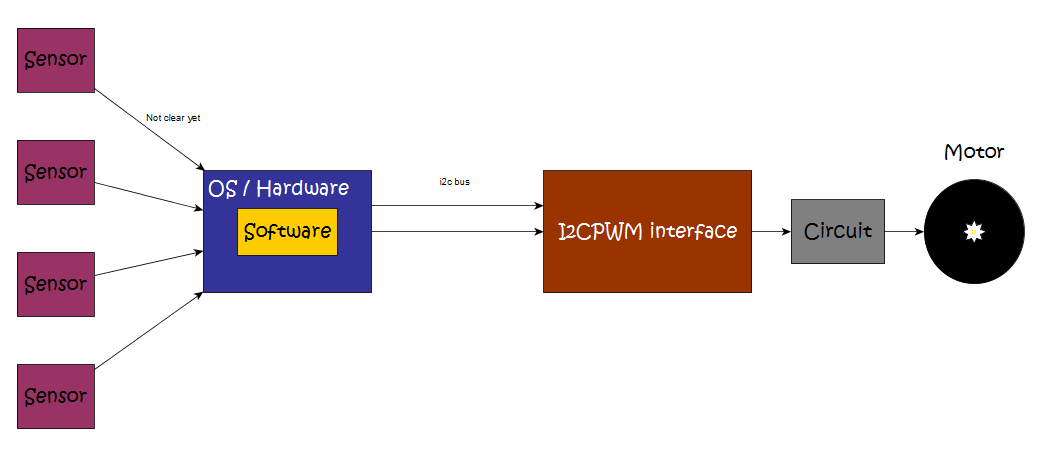 Sensor
Not clear yet
Sensor
Sensor
Sensor
OS / Hardware
Software
i2c bus
I2CPWM interface
Circuit
Motor